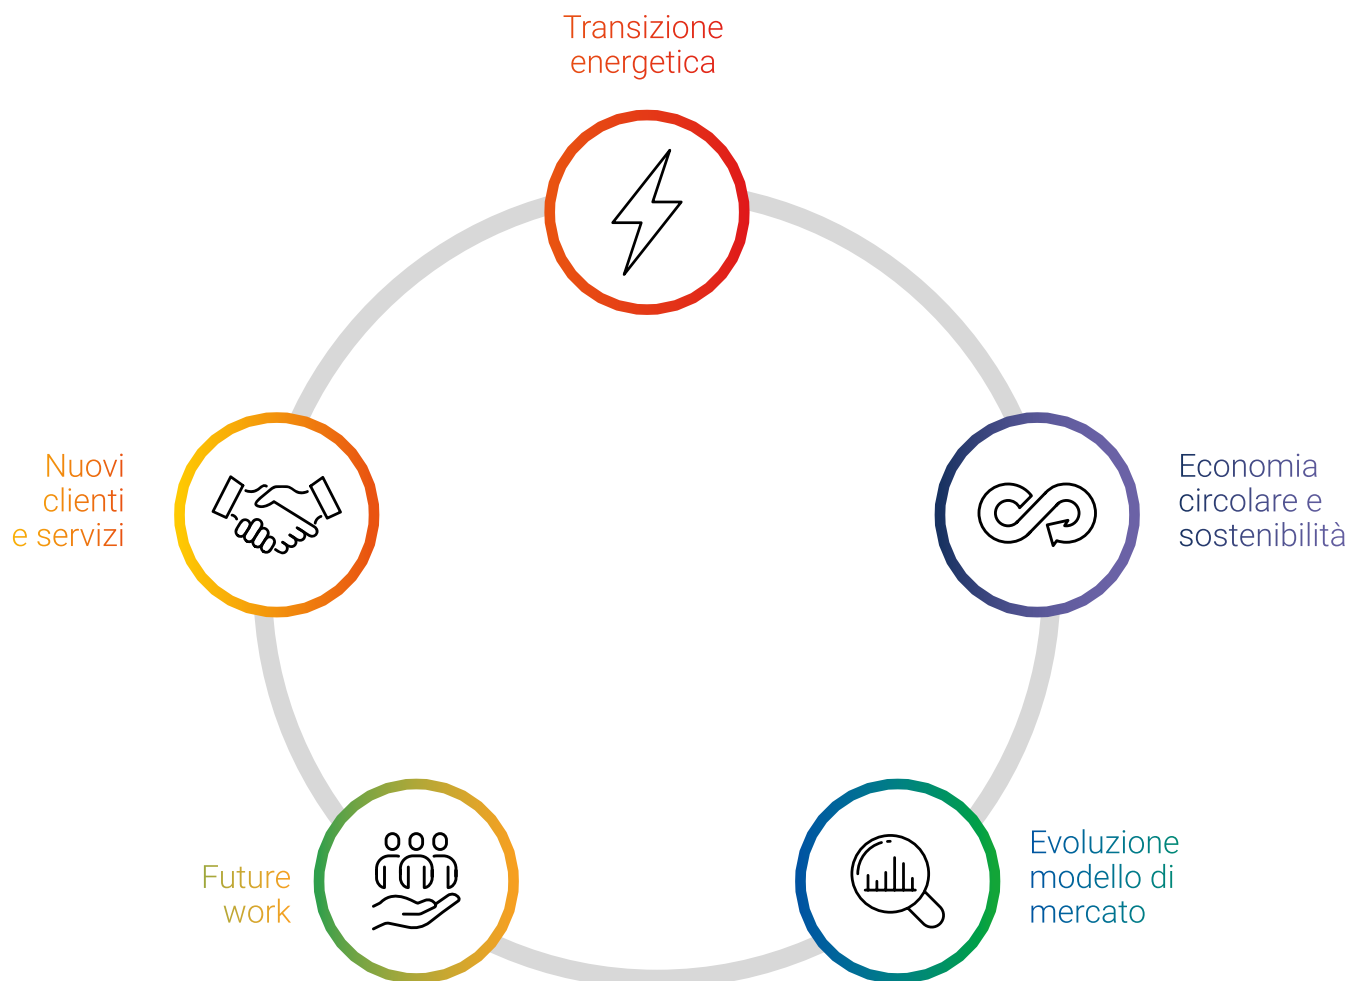 Transizione
energetica
Nuovi
clienti
e servizi
Economia
circolare e
sostenibilità
Future
work
Evoluzione
modello di
mercato